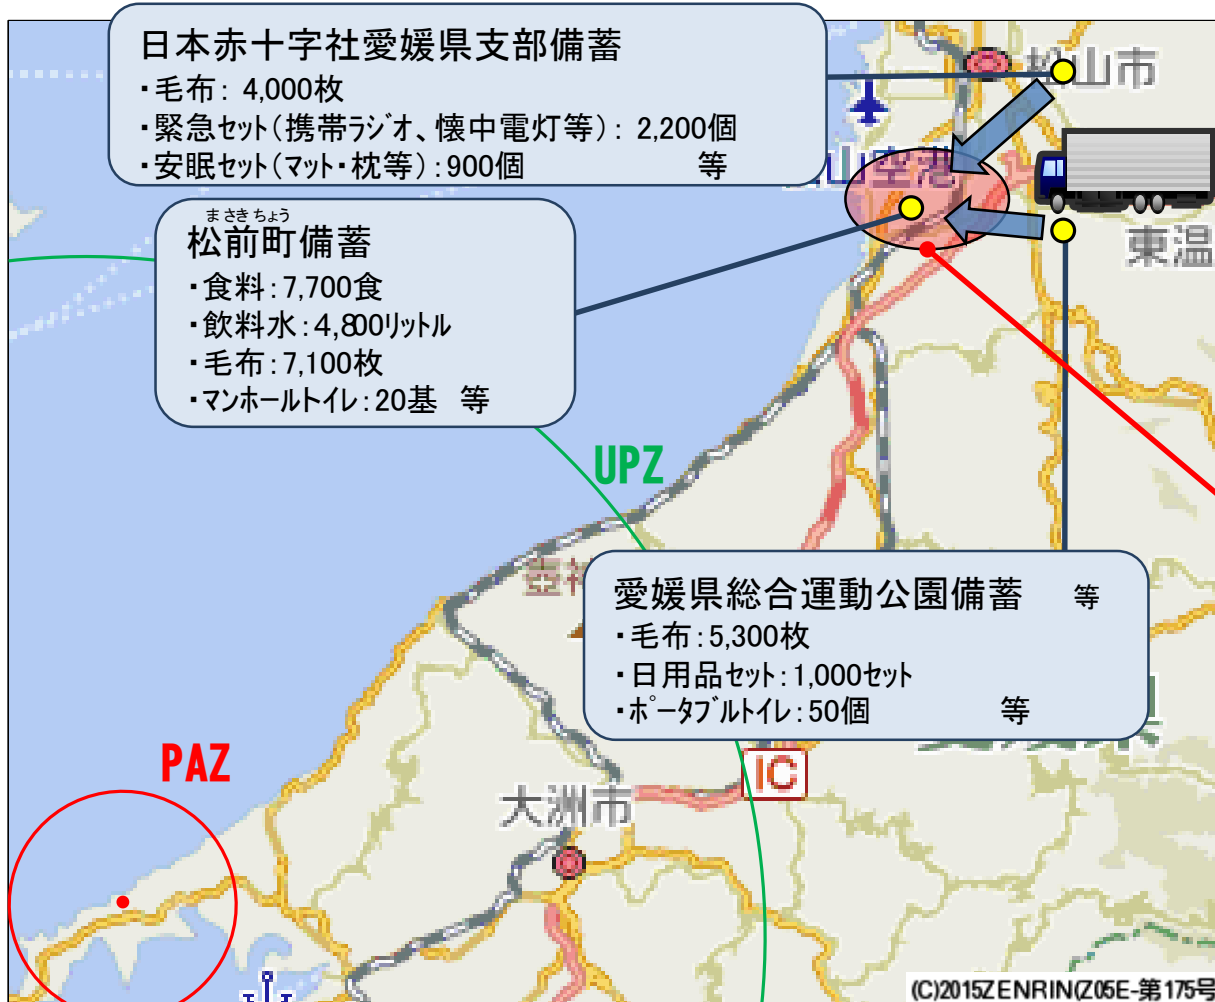 日本赤十字社愛媛県支部備蓄
・毛布： 4,000枚
・緊急セット（携帯ラジオ、懐中電灯等）： 2,200個
・安眠セット（マット・枕等）：900個 等
松山市
山空港
まさきちょう
松前町備蓄
・食料：7,700食
・飲料水：4,800リットル
・毛布：7,100枚
・マンホールトイレ：20基 等
東温
UPZ
愛媛県総合運動公園備蓄 等
・毛布：5,300枚
・日用品セット：1,000セット
・ポータブルトイレ：50個 等
PAZ
IC
大洲市
(C)2015ZENRIN(Z05E-第175号